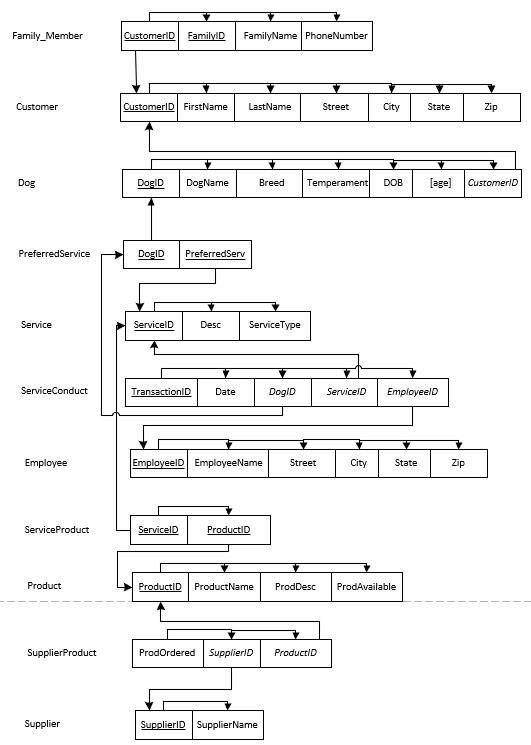 Family_Member CustomerID FamilyID FamilyName PhoneNumber
Customer CustomerID FirstName LastName Street City State Zip
Dog DogID DogName Breed Temperament DOB [age] CustomerID
PreferredService DogID PreferredServ
Service ServiceID Desc ServiceType
ServiceConduct TransactionID Date DogID ServiceID EmployeeID
Employee EmployeeID EmployeeName Street City State Zip
ServiceProduct ServiceID ProductID
Product ProductID ProductName ProdDesc ProdAvailable
SupplierProduct ProdOrdered SupplierID ProductID
Supplier SupplierID SupplierName